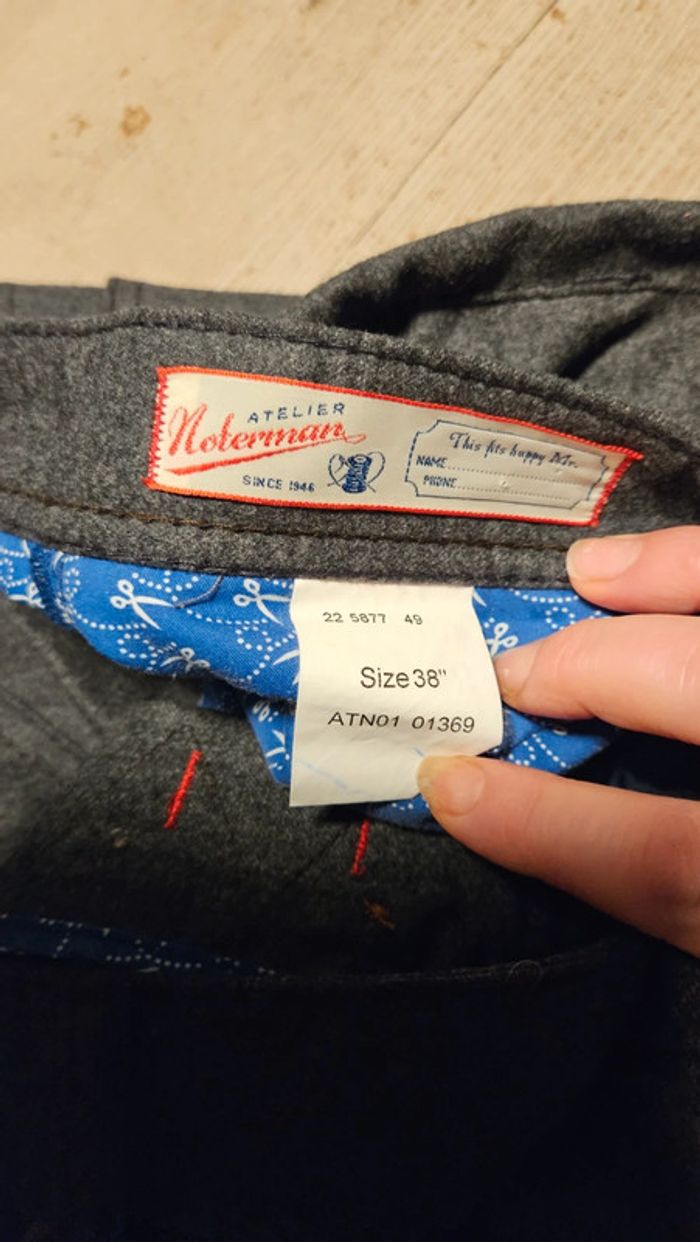 ATELIER
Noterman
SINCE 1946
This fits happy Mr.
NAME
PHONE
22 5877 49
Size 38"
ATN01 01369